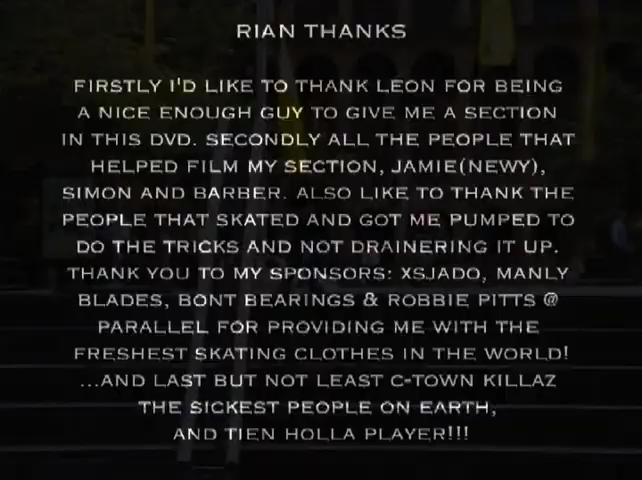 RIAN THANKS
FIRSTLY I'D LIKE TO THANK LEON FOR BEING
A NICE ENOUGH GUY TO GIVE ME A SECTION
IN THIS DVD. SECONDLY ALL THE PEOPLE THAT
HELPED FILM MY SECTION, JAMIE(NEWY),
SIMON AND BARBER. ALSO LIKE TO THANK THE
PEOPLE THAT SKATED AND GOT ME PUMPED TO
DO THE TRICKS AND NOT DRAINERING IT UP.
THANK YOU TO MY SPONSORS: XSJADO, MANLY
BLADES, BONT BEARINGS & ROBBIE PITTS @
PARALLEL FOR PROVIDING ME WITH THE
FRESHEST SKATING CLOTHES IN THE WORLD!
...AND LAST BUT NOT LEAST C-TOWN KILLAZ
THE SICKEST PEOPLE ON EARTH,
AND TIEN HOLLA PLAYER!!!